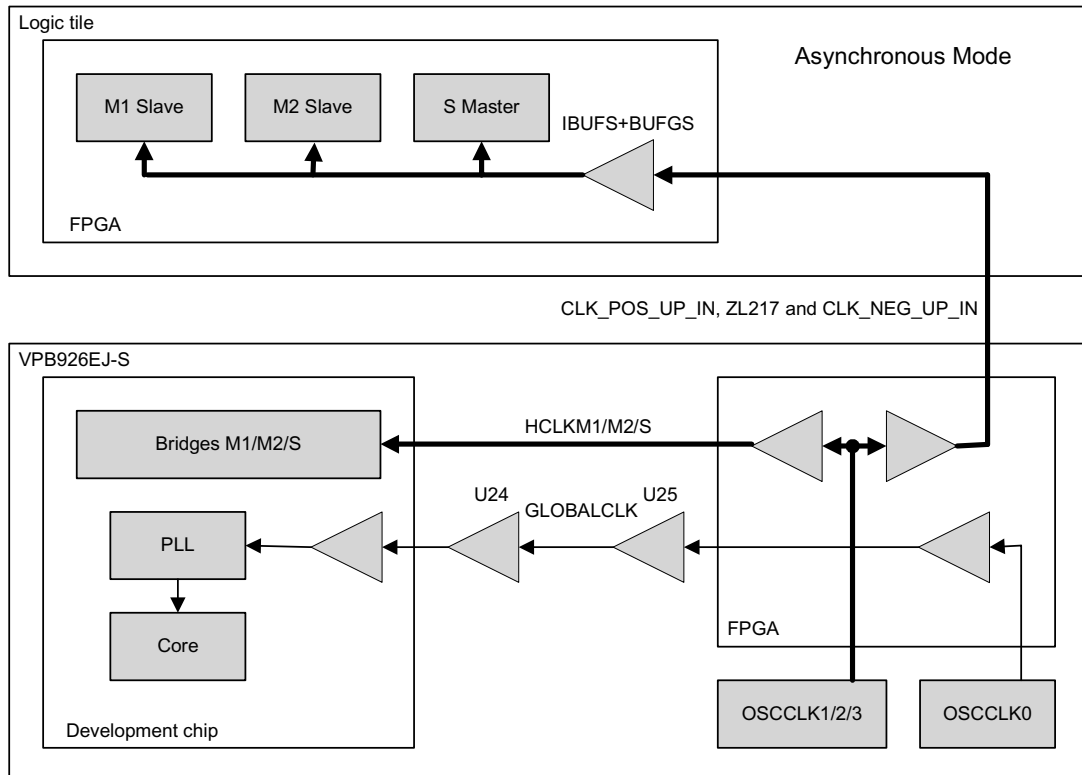 Logic tile
Asynchronous Mode
M1 Slave
M2 Slave
S Master
IBUFS+BUFGS
FPGA
CLK_POS_UP_IN, ZL217 and CLK_NEG_UP_IN
VPB926EJ-S
Bridges M1/M2/S
HCLKM1/M2/S
U24
U25
GLOBALCLK
PLL
Core
FPGA
OSCCLK1/2/3
OSCCLK0
Development chip